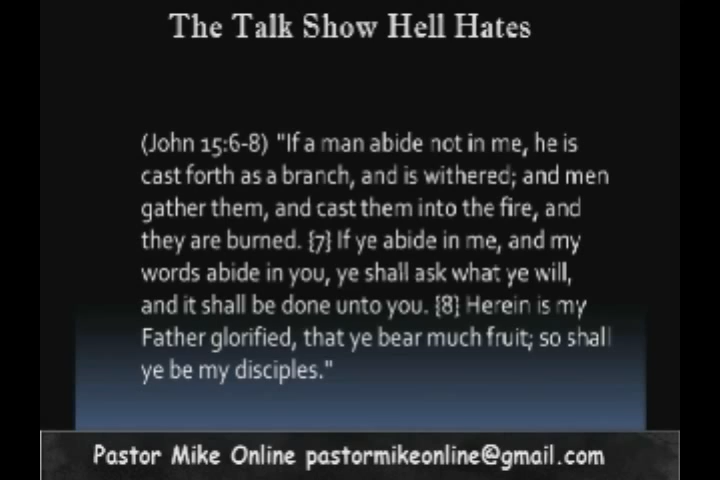 The Talk Show Hell Hates
(John 15:6-8) "If a man abide not in me, he is
cast forth as a branch, and is withered; and men
gather them, and cast them into the fire, and
they are burned. {7} If ye abide in me, and my
words abide in you, ye shall ask what ye will,
and it shall be done unto you. {8} Herein is my
Father glorified, that ye bear much fruit; so shall
ye be my disciples."
Pastor Mike Online pastormikeonline@gmail.com